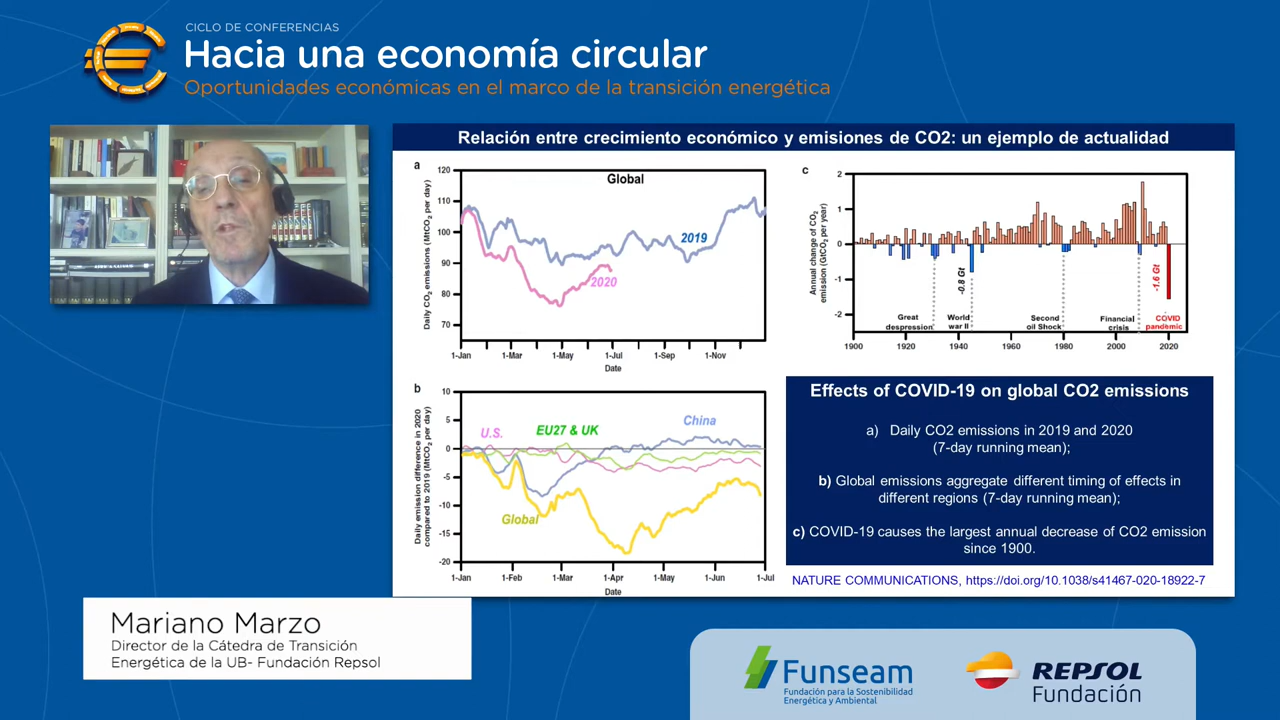 CICLO DE CONFERENCIAS
Hacia una economía circular
Oportunidades económicas en el marco de la transición energética
Relación entre crecimiento económico y emisiones de CO2: un ejemplo de actualidad
a
Global
120
110
100
90
80
70
Daily CO2 emissions (MtCO2 per day)
2019
2020
1-Jan
1-Mar
1-May
1-Jul
1-Sep
1-Nov
Date
c
2
1
0
-1
-2
Annual change of CO2
emission (GtCO2 per year)
-0.8 Gt
-1.6 Gt
Great
despression
World
war II
Second
oil Shock
Financial
crisis
COVID
pandemic
1900
1920
1940
1960
1980
2000
2020
b
10
5
0
-5
-10
-15
-20
Daily emission difference in 2020
compared to 2019 (MtCO2 per day)
U.S.
EU27 & UK
China
Global
1-Jan
1-Feb
1-Mar
1-Apr
1-May
1-Jun
1-Jul
Date
Effects of COVID-19 on global CO2 emissions
a) Daily CO2 emissions in 2019 and 2020
(7-day running mean);
b) Global emissions aggregate different timing of effects in
different regions (7-day running mean);
c) COVID-19 causes the largest annual decrease of CO2 emission
since 1900.
NATURE COMMUNICATIONS, https://doi.org/10.1038/s41467-020-18922-7
Mariano Marzo
Director de la Cátedra de Transición
Energética de la UB- Fundación Repsol
Funseam
Fundación para la Sostenibilidad
Energética y Ambiental
REPSOL
Fundación